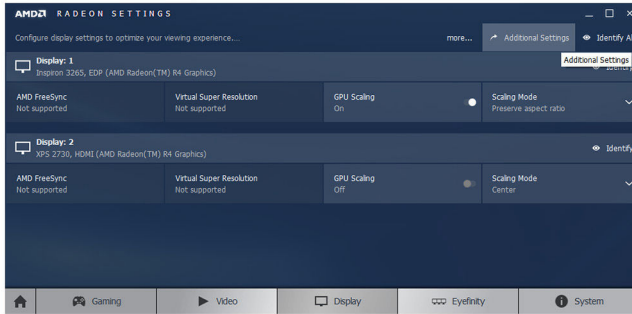 AMD RADEON SETTINGS
Configure display settings to optimize your viewing experience...
more...
Additional Settings
Identify Al
Additional Settings
Display: 1
Inspiron 3265, EDP (AMD Radeon(TM) R4 Graphics)
Identify
AMD FreeSync
Not supported
Virtual Super Resolution
Not supported
GPU Scaling
On
Scaling Mode
Preserve aspect ratio
Display: 2
XPS 2730, HDMI (AMD Radeon(TM) R4 Graphics)
Identify
AMD FreeSync
Not supported
Virtual Super Resolution
Not supported
GPU Scaling
Off
Scaling Mode
Center
Gaming
Video
Display
Eyefinity
System